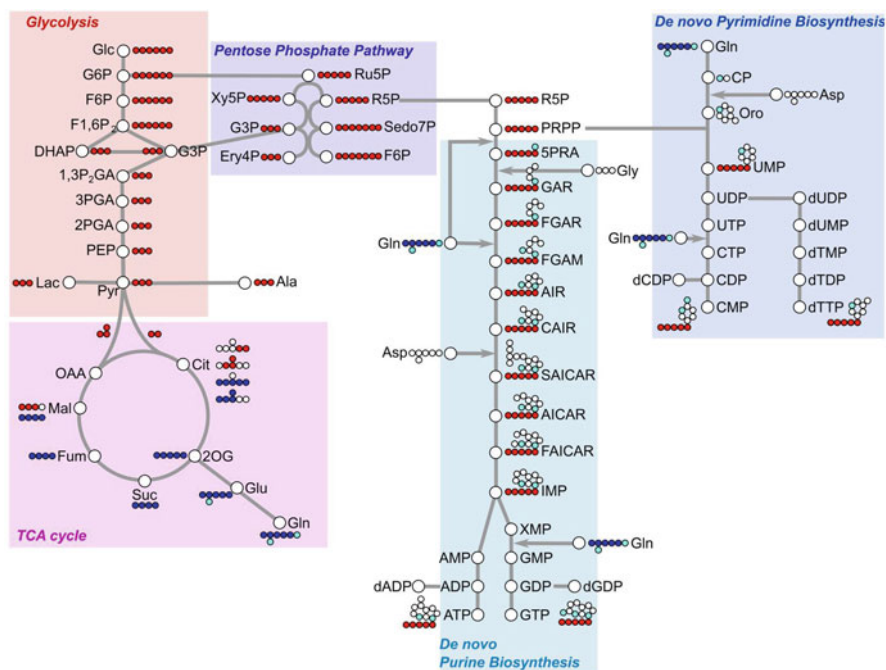 Glycolysis
Glc
G6P
F6P
F1,6P₂
DHAP
G3P
1,3P₂GA
3PGA
2PGA
PEP
Lac
Pyr
Ala
Pentose Phosphate Pathway
Ru5P
Xy5P
R5P
G3P
Sedo7P
Ery4P
F6P
TCA cycle
OAA
Cit
Mal
Fum
2OG
Suc
Glu
Gln
R5P
PRPP
5PRA
Gly
GAR
FGAR
Gln
FGAM
AIR
CAIR
Asp
SAICAR
AICAR
FAICAR
IMP
XMP
Gln
AMP
GMP
dADP
ADP
GDP
dGDP
ATP
GTP
De novo
Purine Biosynthesis
De novo Pyrimidine Biosynthesis
Gln
CP
Asp
Oro
UMP
UDP
dUDP
UTP
dUMP
Gln
CTP
dTMP
dCDP
CDP
dTDP
CMP
dTTP